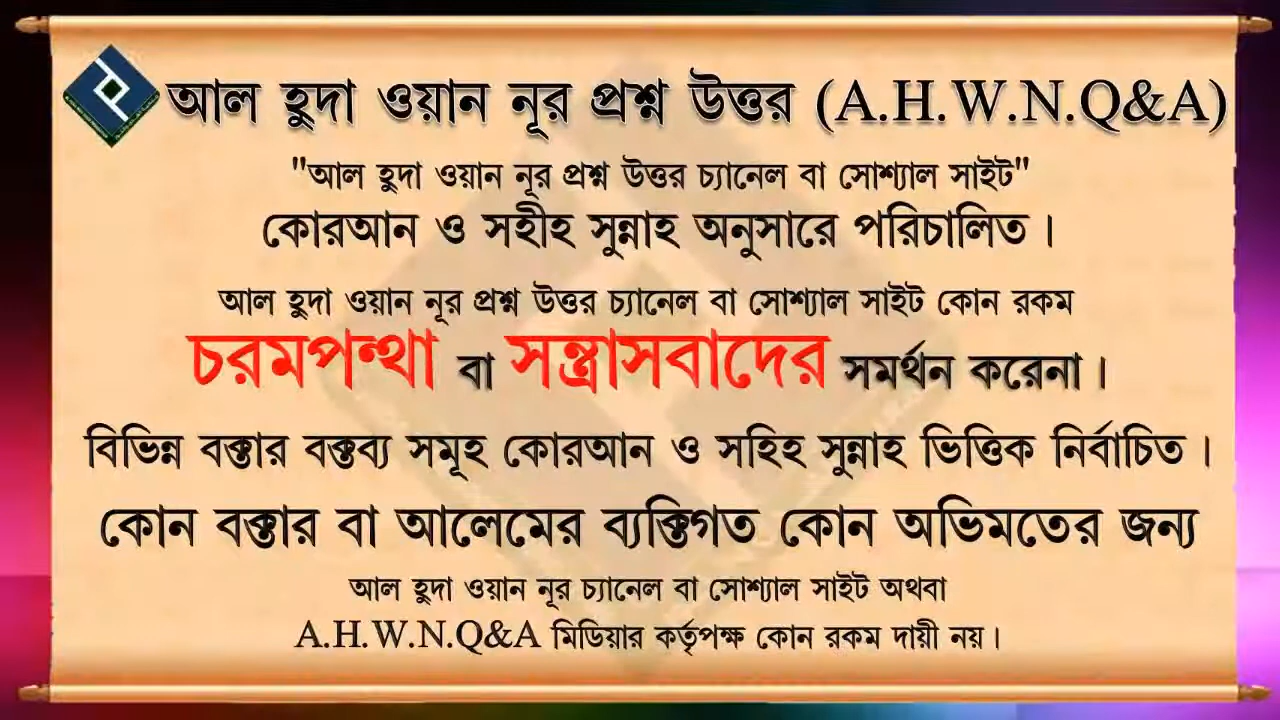 আল হুদা ওয়ান নূর প্রশ্ন উত্তর (A.H.W.N.Q&A)
"আল হুদা ওয়ান নূর প্রশ্ন উত্তর চ্যানেল বা সোশ্যাল সাইট"
কোরআন ও সহীহ সুন্নাহ অনুসারে পরিচালিত।
আল হুদা ওয়ান নূর প্রশ্ন উত্তর চ্যানেল বা সোশ্যাল সাইট কোন রকম
চরমপন্থা বা সন্ত্রাসবাদের সমর্থন করেনা।
বিভিন্ন বক্তার বক্তব্য সমূহ কোরআন ও সহিহ সুন্নাহ ভিত্তিক নির্বাচিত।
কোন বক্তার বা আলেমের ব্যক্তিগত কোন অভিমতের জন্য
আল হুদা ওয়ান নূর চ্যানেল বা সোশ্যাল সাইট অথবা
A.H.W.N.Q&A মিডিয়ার কর্তৃপক্ষ কোন রকম দায়ী নয়।